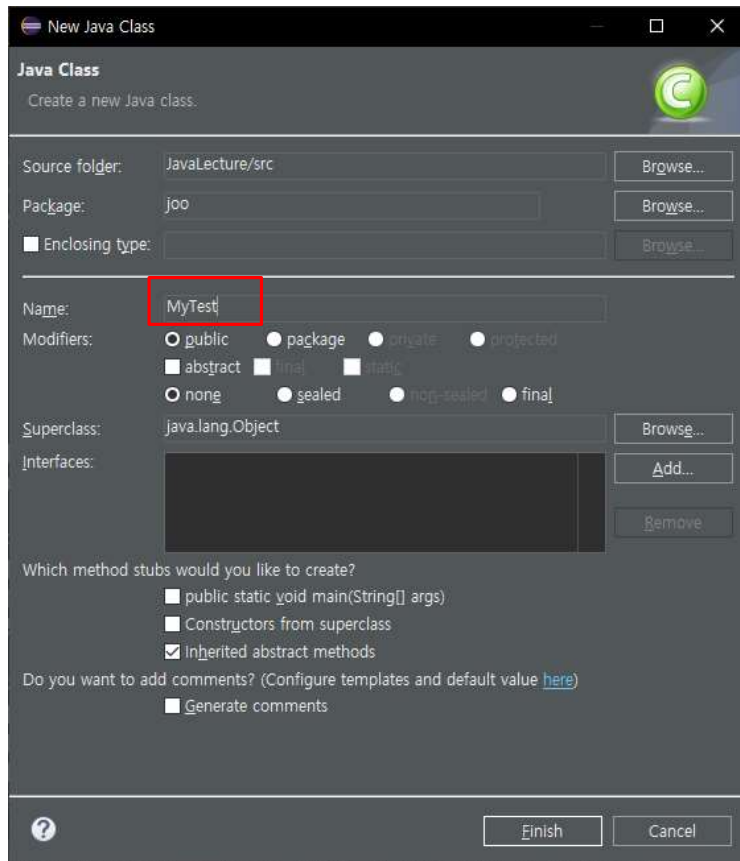 New Java Class
Java Class
Create a new Java class.
Source folder: JavaLecture/src Browse...
Package: joo Browse...
Enclosing type: Browse...
Name: MyTest
Modifiers: public package private protected
abstract final static
none sealed non-sealed final
Superclass: java.lang.Object Browse...
Interfaces: Add...
Remove
Which method stubs would you like to create?
public static void main(String[] args)
Constructors from superclass
Inherited abstract methods
Do you want to add comments? (Configure templates and default value here)
Generate comments
Finish Cancel